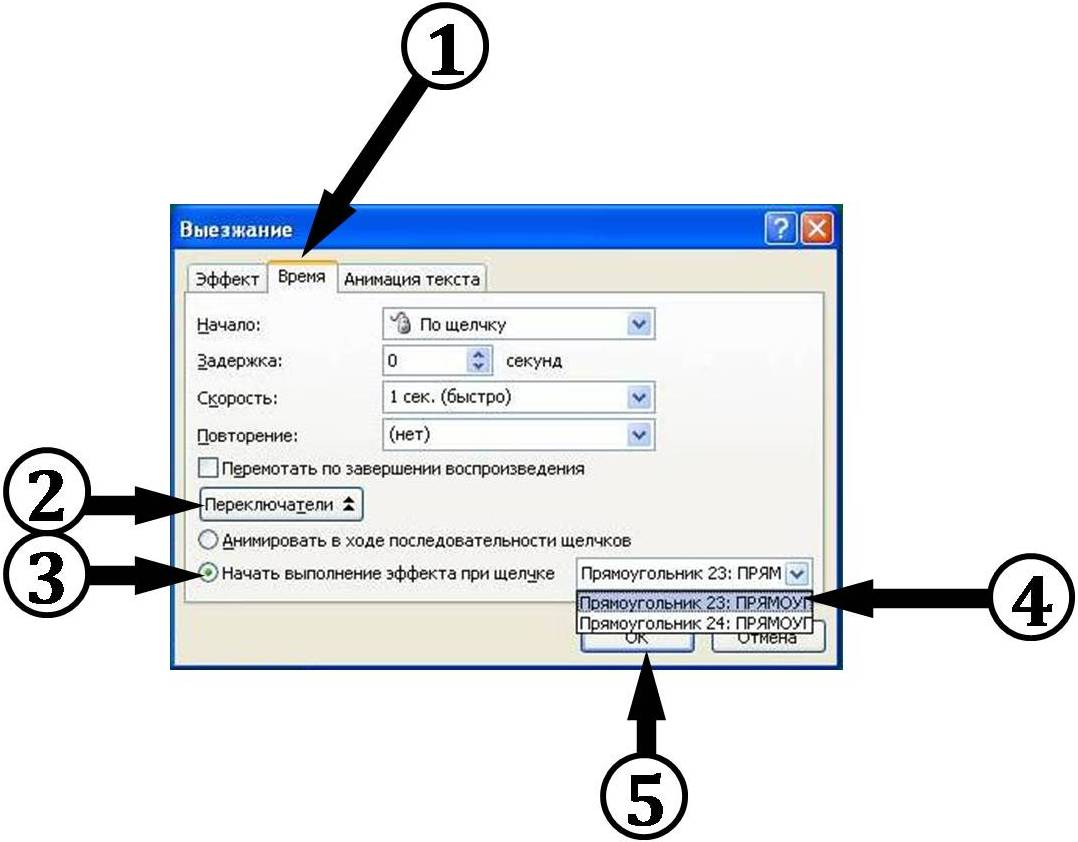 1
Выезжание
?
Эффект Время Анимация текста
Начало: По щелчку
Задержка: 0 секунд
Скорость: 1 сек. (быстро)
Повторение: (нет)
Перемотать по завершении воспроизведения
2
Переключатели
Анимировать в ходе последовательности щелчков
3
Начать выполнение эффекта при щелчке Прямоугольник 23: ПРЯМ
Прямоугольник 23: ПРЯМОУГ
4
Прямоугольник 24: ПРЯМОУГ
ОК Отмена
5